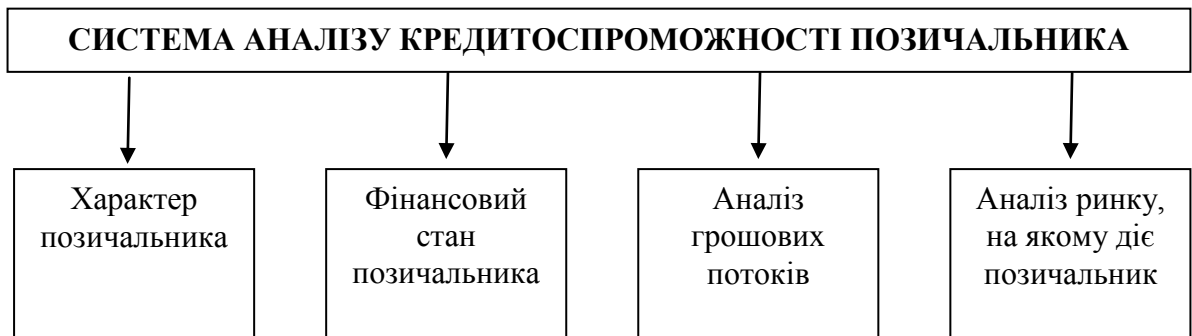 СИСТЕМА АНАЛІЗУ КРЕДИТОСПРОМОЖНОСТІ ПОЗИЧАЛЬНИКА
Характер
позичальника
Фінансовий
стан
позичальника
Аналіз
грошових
потоків
Аналіз ринку,
на якому діє
позичальник